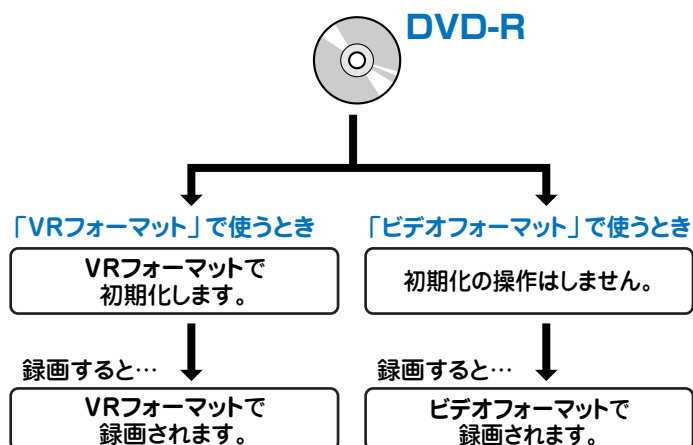 DVD-R
「VRフォーマット」で使うとき
VRフォーマットで
初期化します。
録画すると…
VRフォーマットで
録画されます。
「ビデオフォーマット」で使うとき
初期化の操作はしません。
録画すると…
ビデオフォーマットで
録画されます。